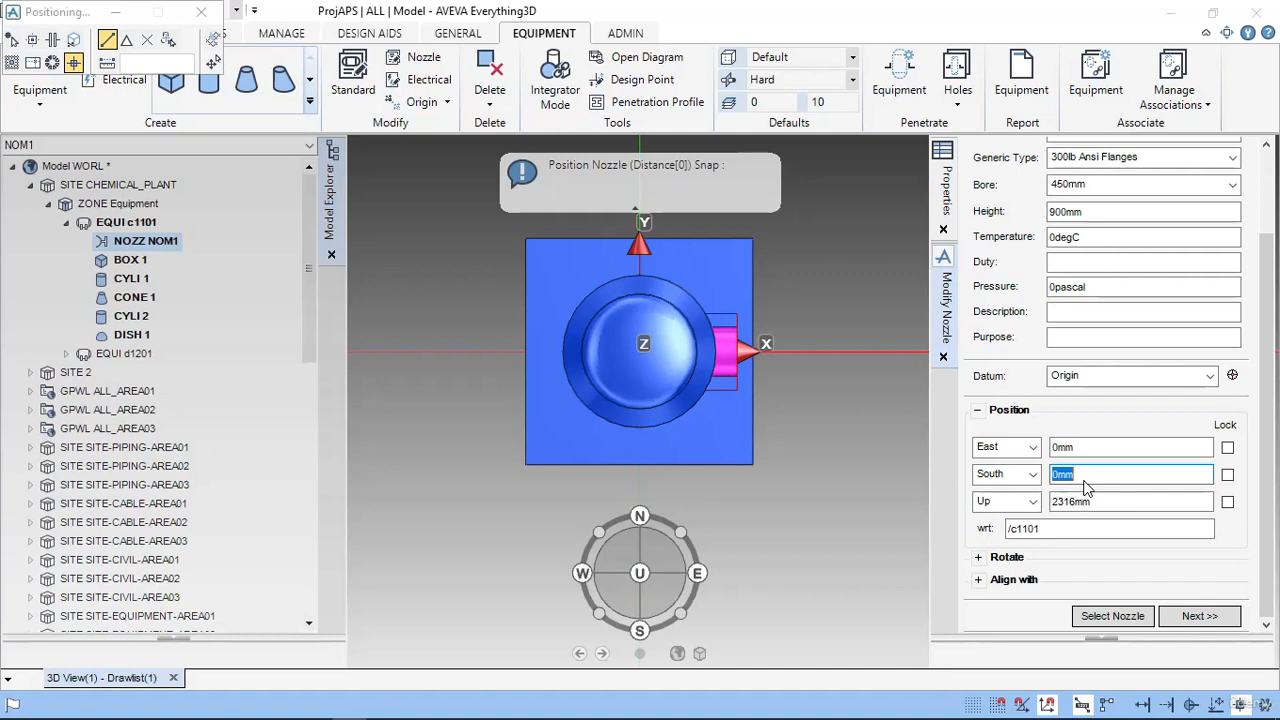 Positioning...
ProjAPS | ALL | Model - AVEVA Everything3D
MANAGE
DESIGN AIDS
GENERAL
EQUIPMENT
ADMIN
Equipment
Electrical
Create
Standard
Nozzle
Electrical
Origin
Modify
Delete
Delete
Integrator
Mode
Open Diagram
Design Point
Penetration Profile
Tools
Default
Hard
0
10
Defaults
Equipment
Holes
Penetrate
Equipment
Report
Equipment
Manage
Associations
Associate
NOM1
Model WORL *
SITE CHEMICAL_PLANT
ZONE Equipment
EQUI c1101
NOZZ NOM1
BOX 1
CYLI 1
CONE 1
CYLI 2
DISH 1
EQUI d1201
SITE 2
GPWL ALL_AREA01
GPWL ALL_AREA02
GPWL ALL_AREA03
SITE SITE-PIPING-AREA01
SITE SITE-PIPING-AREA02
SITE SITE-PIPING-AREA03
SITE SITE-CABLE-AREA01
SITE SITE-CABLE-AREA02
SITE SITE-CABLE-AREA03
SITE SITE-CIVIL-AREA01
SITE SITE-CIVIL-AREA02
SITE SITE-CIVIL-AREA03
SITE SITE-EQUIPMENT-AREA01
Model Explorer
Position Nozzle (Distance[0]) Snap :
Y
Z
X
N
W
U
E
S
Properties
Modify Nozzle
Generic Type:
300lb Ansi Flanges
Bore:
450mm
Height:
900mm
Temperature:
0degC
Duty:
Pressure:
0pascal
Description:
Purpose:
Datum:
Origin
Position
Lock
East
0mm
South
0mm
Up
2316mm
wrt:
/c1101
Rotate
Align with
Select Nozzle
Next >>
3D View(1) - Drawlist(1)